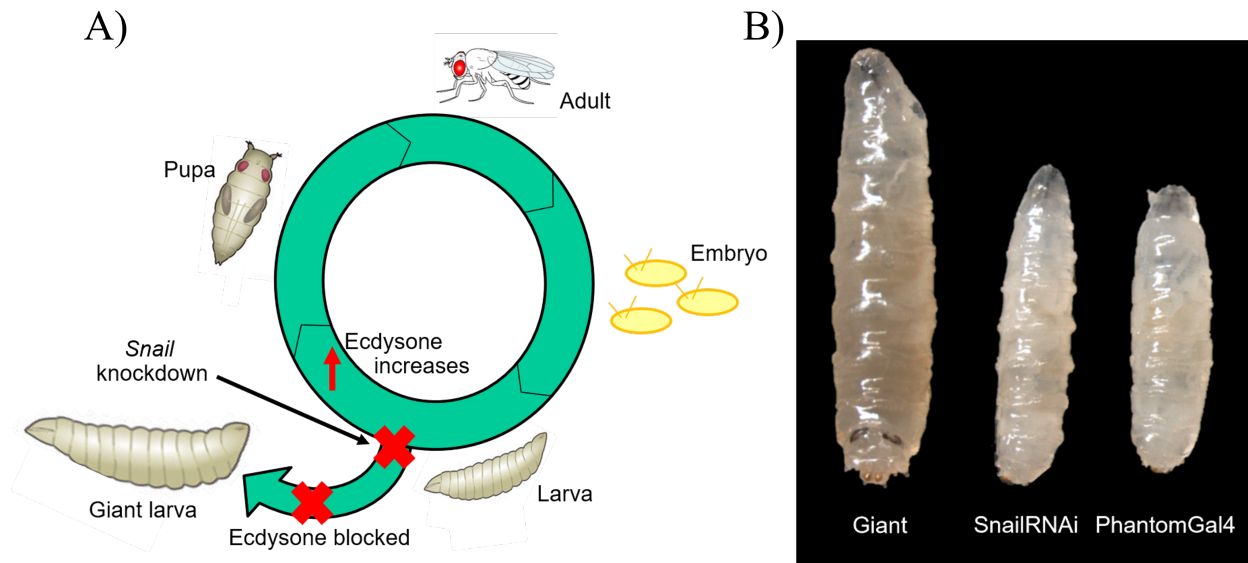 A)
B)
Adult
Pupa
Embryo
Ecdysone
increases
Snail
knockdown
Larva
Giant larva
Ecdysone blocked
Giant
SnailRNAi
PhantomGal4